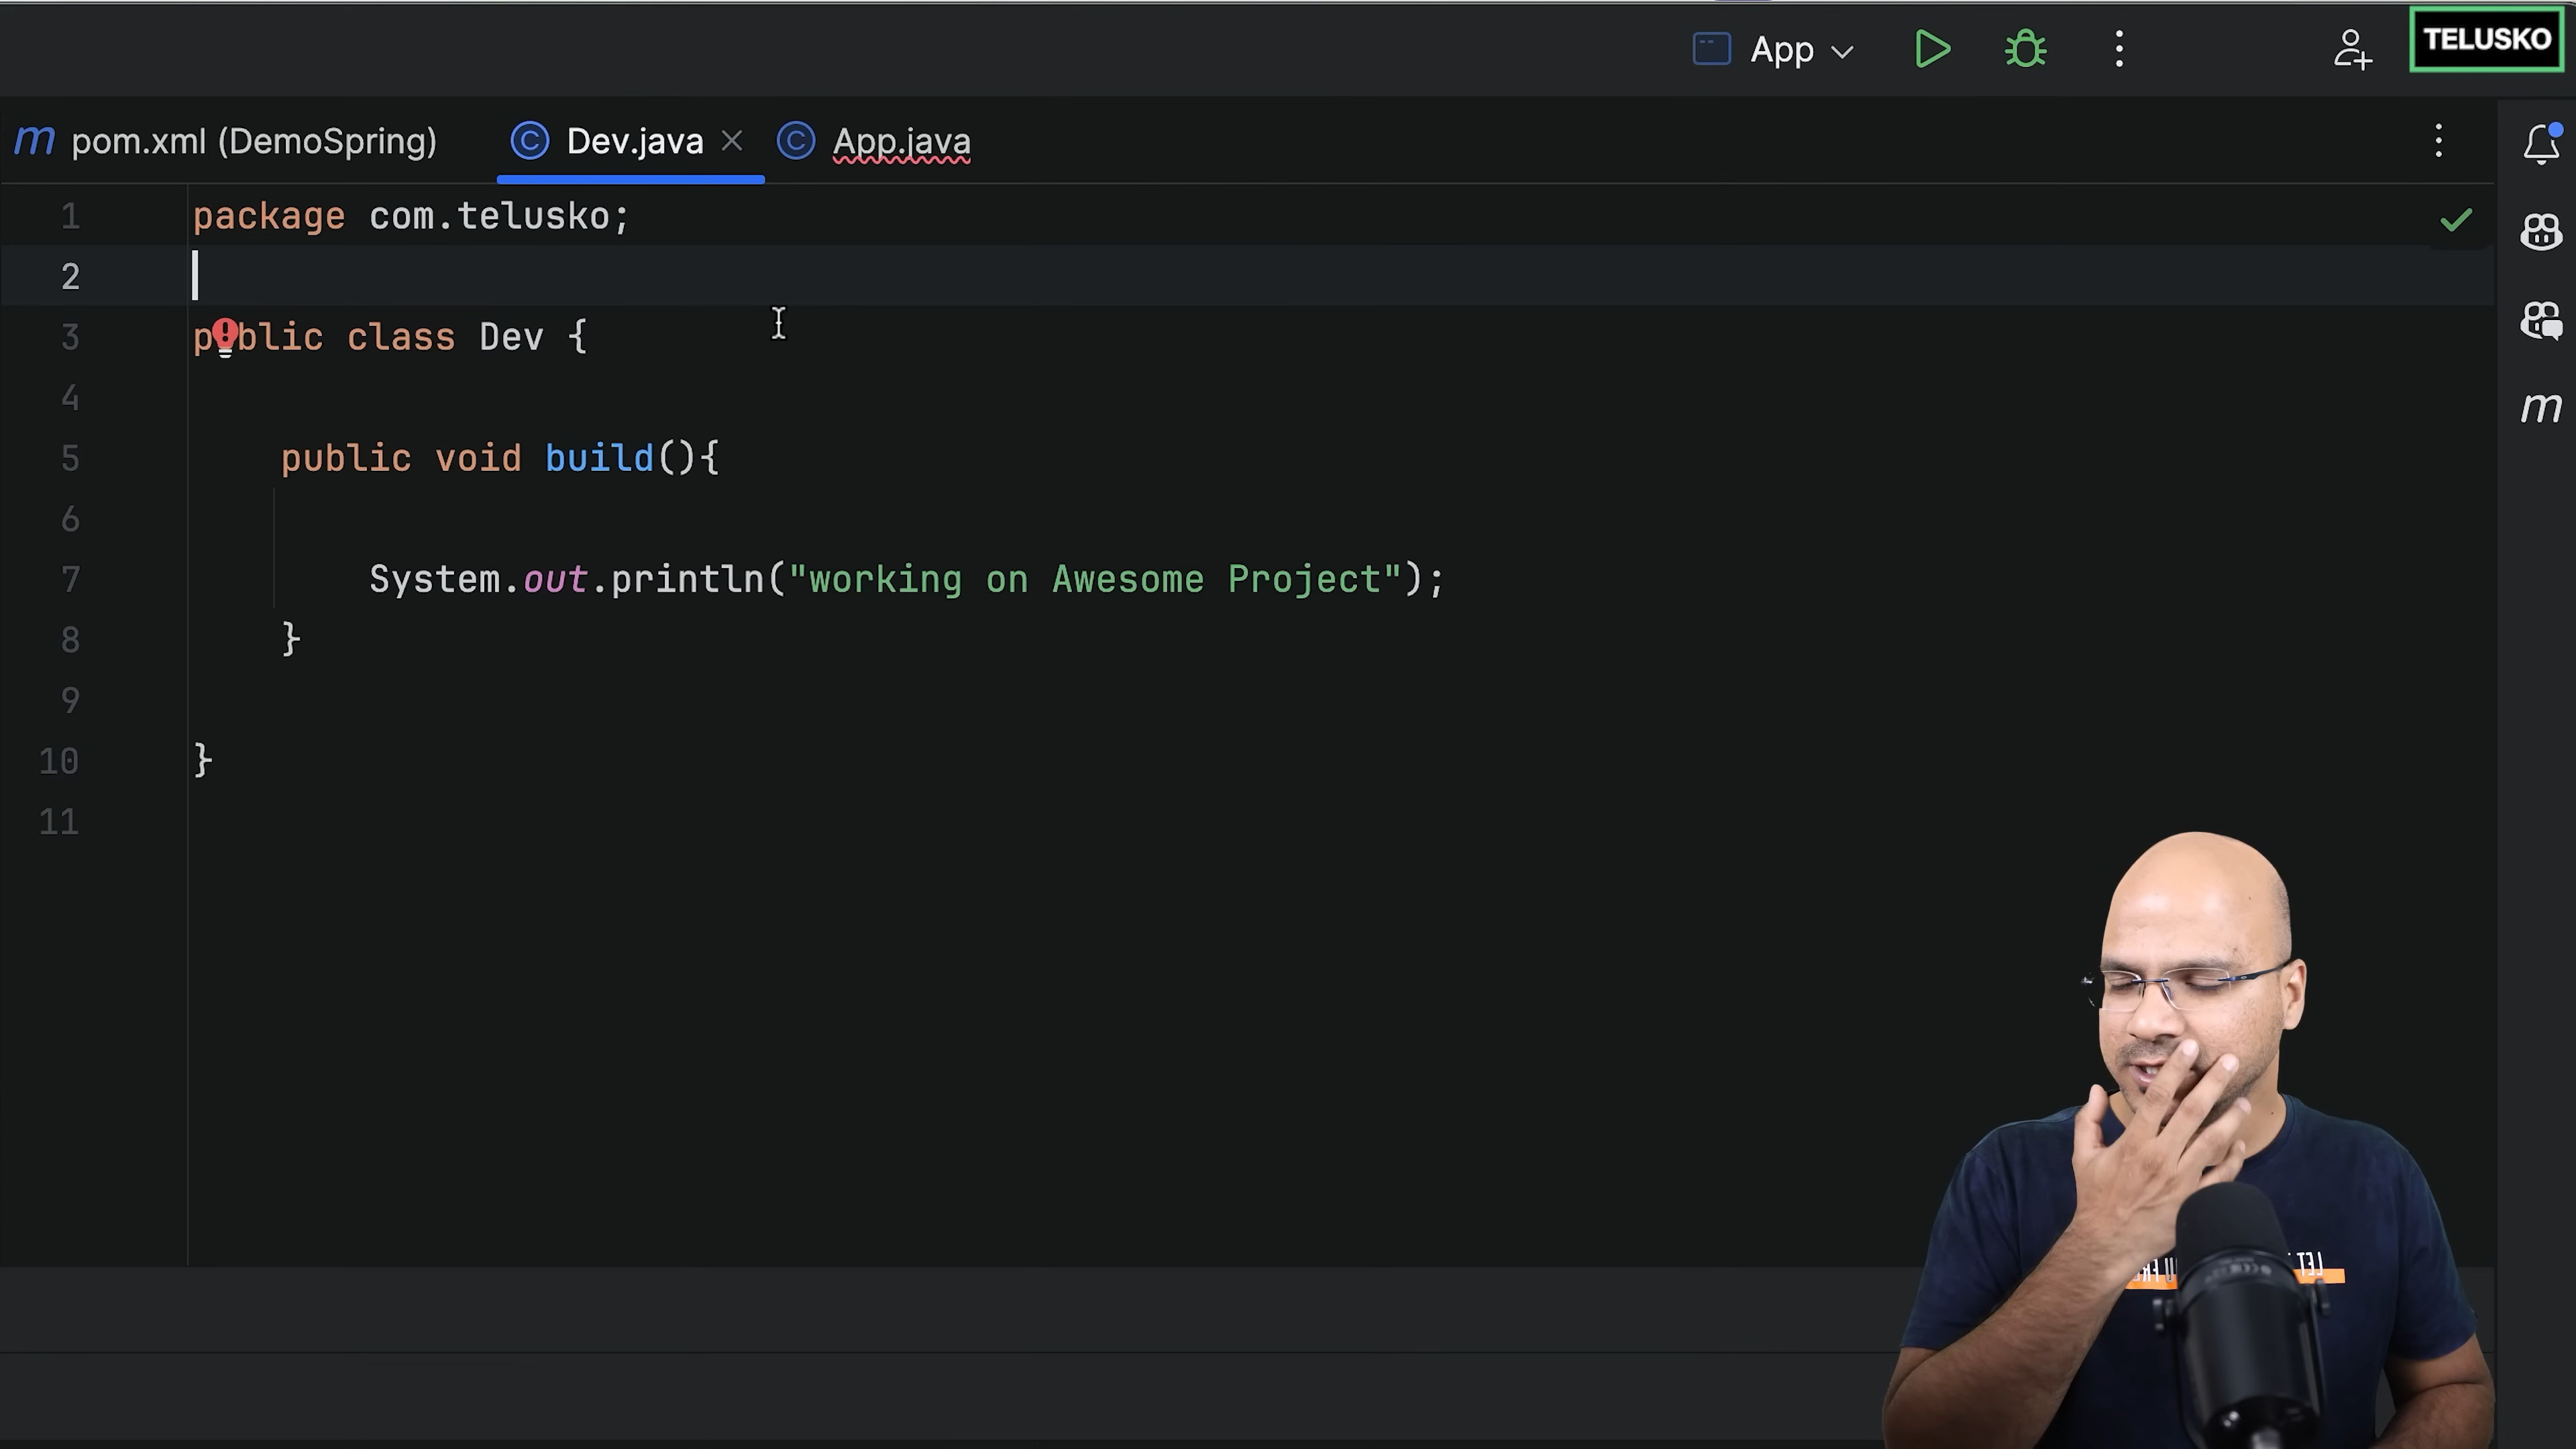 App
TELUSKO
m pom.xml (DemoSpring) © Dev.java × © App.java
1 package com.telusko;
2
3 public class Dev {
4
5 public void build(){
6
7 System.out.println("working on Awesome Project");
8 }
9
10 }
11
m